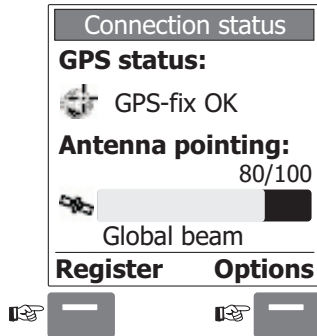 Connection status
GPS status:
GPS-fix OK
Antenna pointing:
80/100
Global beam
Register Options